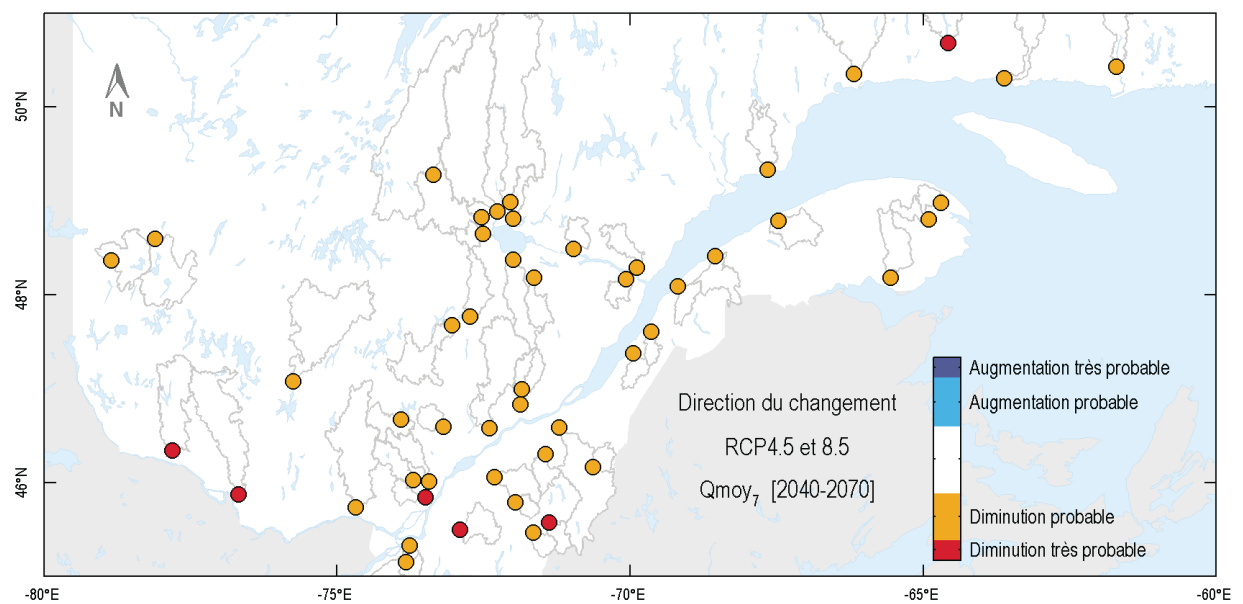 50°N
48°N
46°N
N
Augmentation très probable
Augmentation probable
Direction du changement
RCP4.5 et 8.5
Qmoy7 [2040-2070]
Diminution probable
Diminution très probable
-80°E -75°E -70°E -65°E -60°E